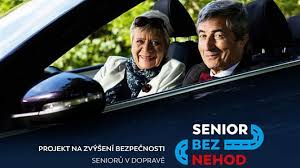 PROJEKT NA ZVÝŠENÍ BEZPEČNOSTI
SENIORŮ V DOPRAVĚ
SENIOR
BEZ
NEHOD